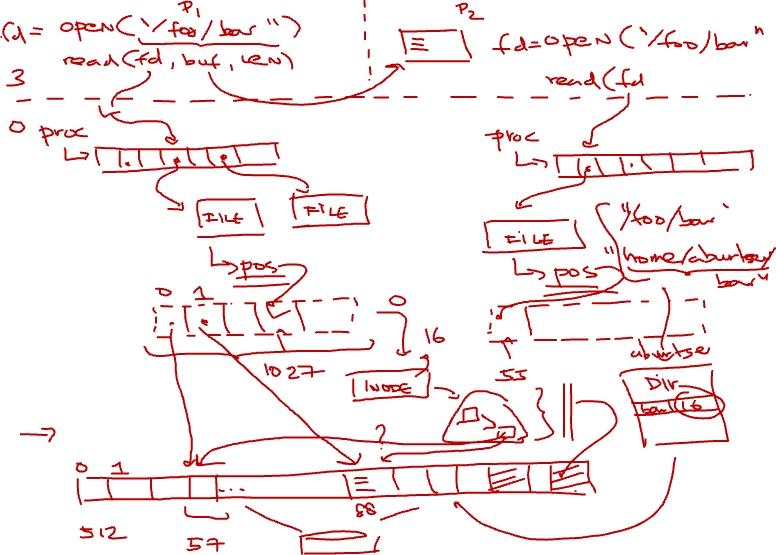 P1
fd = open("/foo/bar")
read(fd, buf, len)
P2
fd=open("/foo/bar"
read(fd
3
0 proc
proc
FILE
FILE
FILE
"/foo/bar"
"home/aburtsev/
bar"
pos
pos
0 1
0
16
1027
INODE
53
aburtse
Dir
bar 16
?
0 1
512
57
...
88